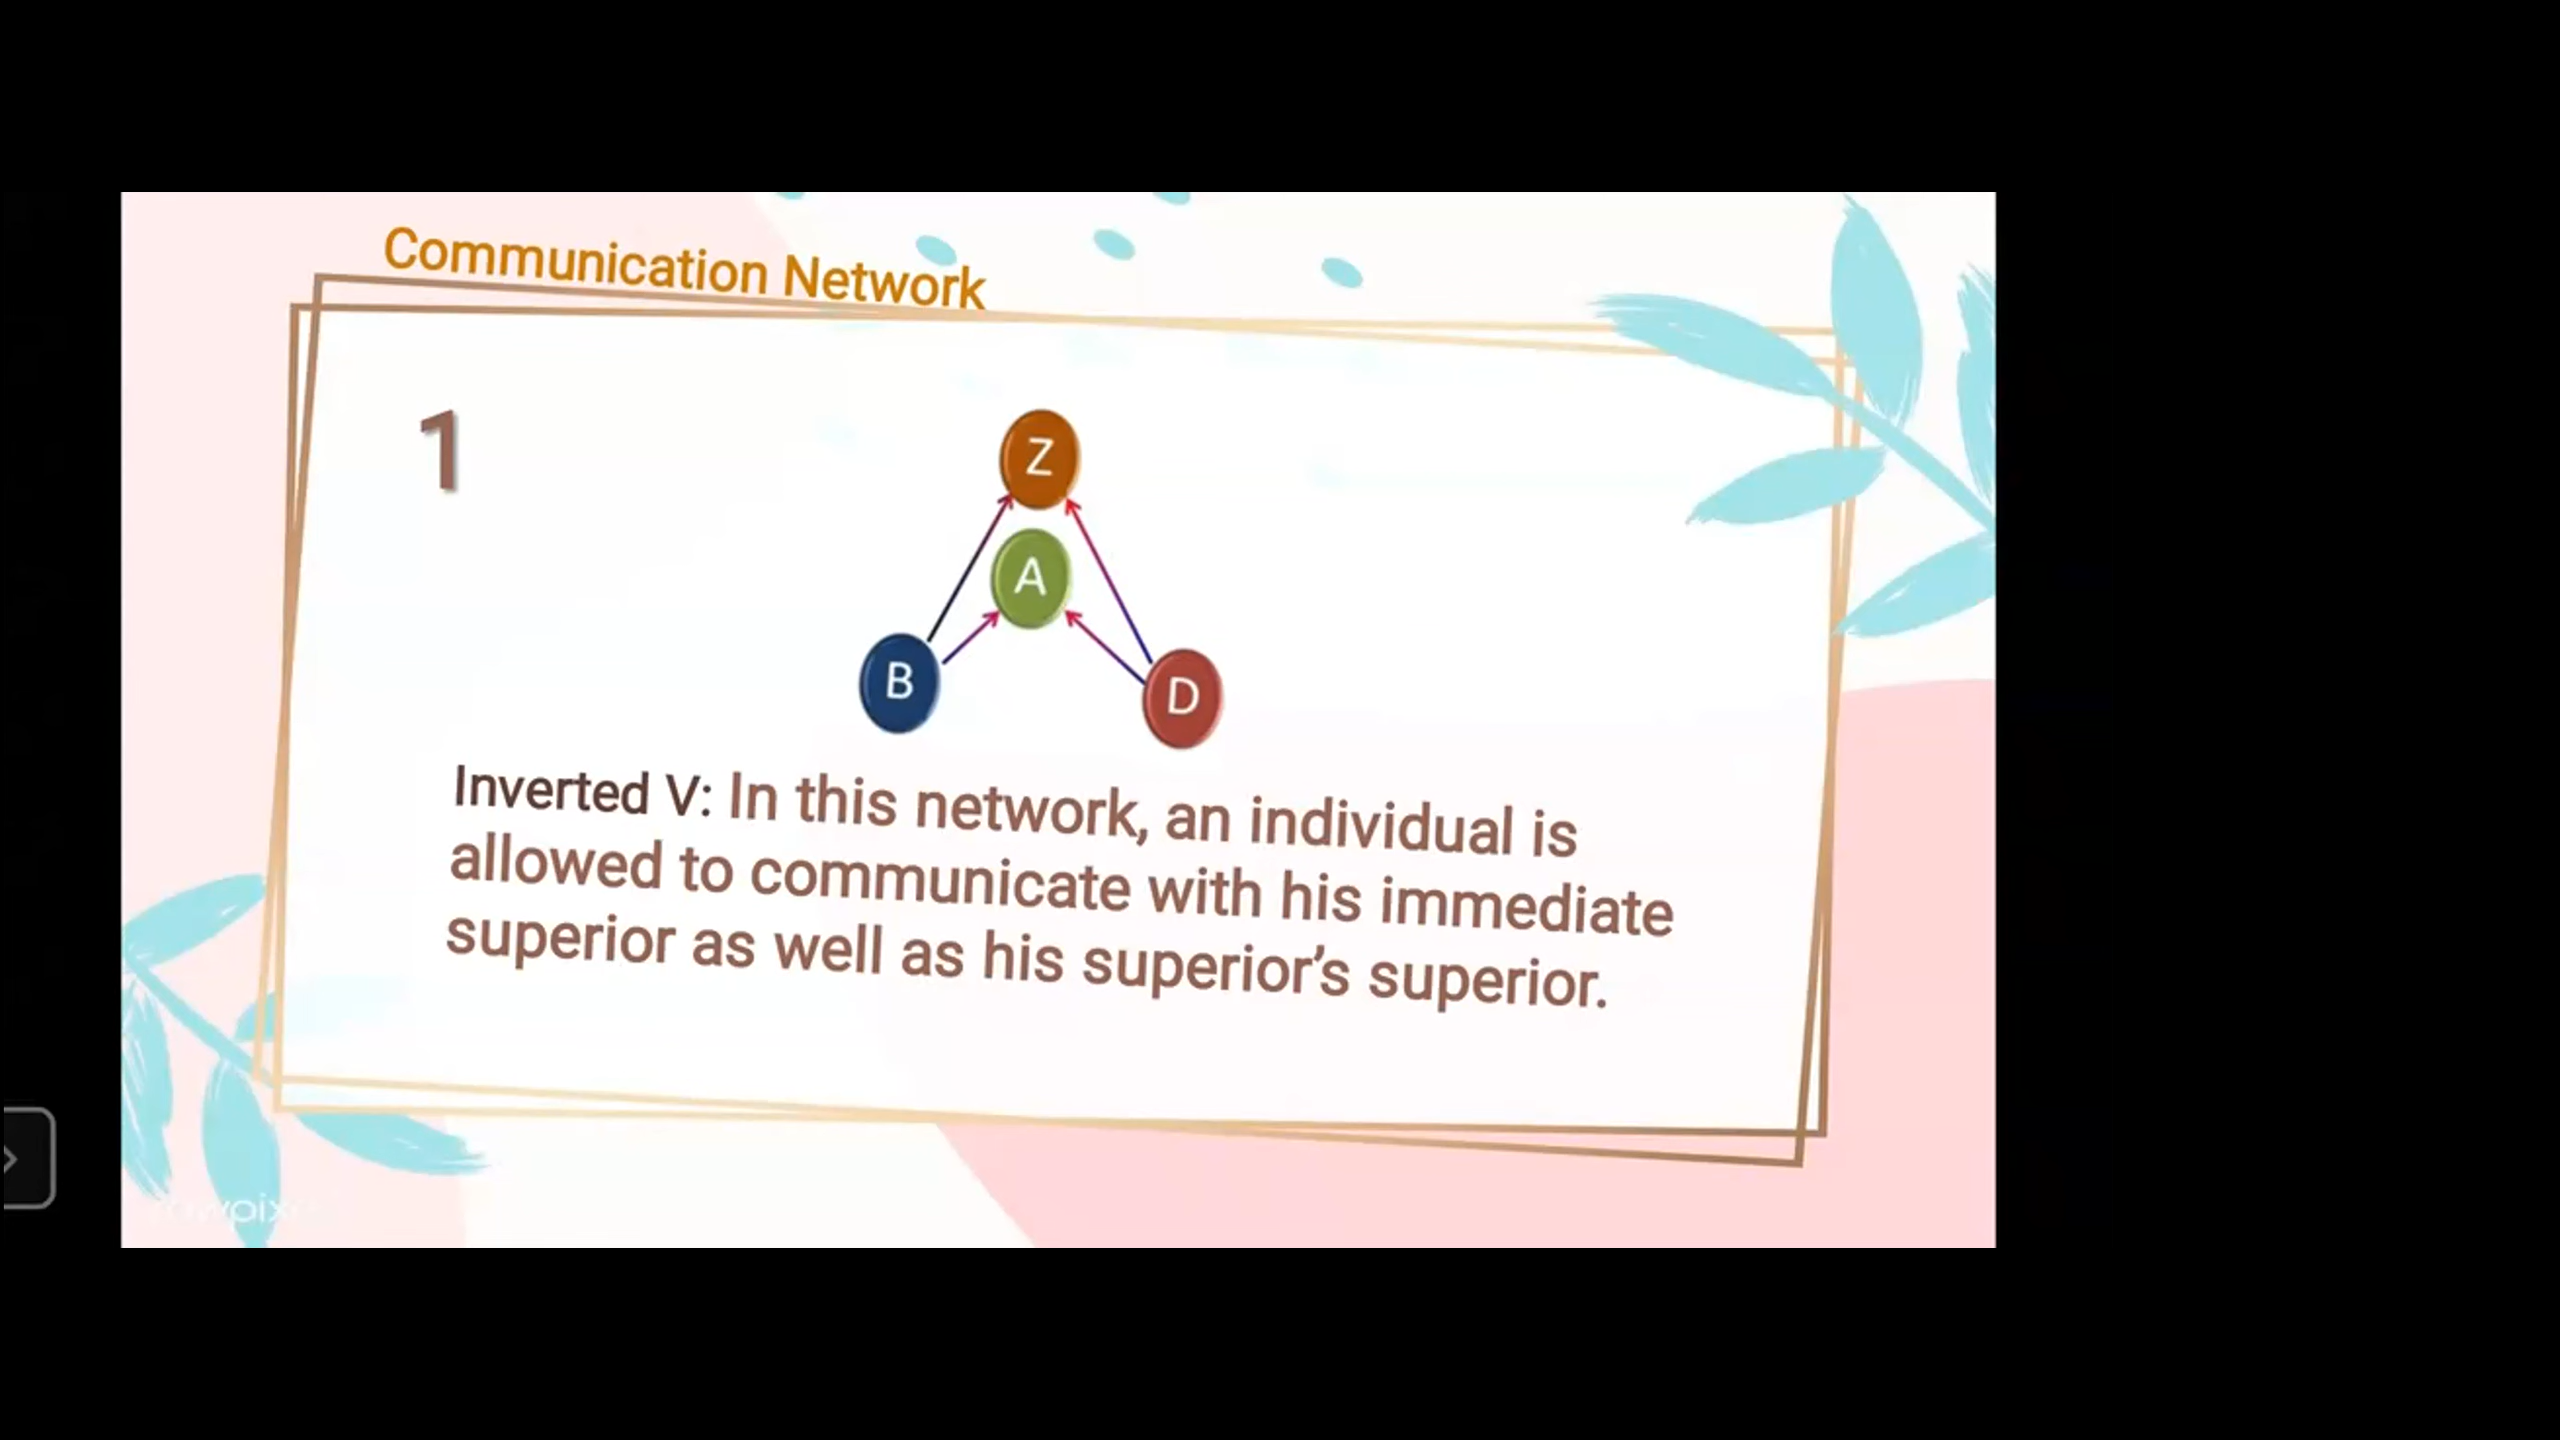 Communication Network
1
Z
A
B
D
Inverted V: In this network, an individual is
allowed to communicate with his immediate
superior as well as his superior's superior.